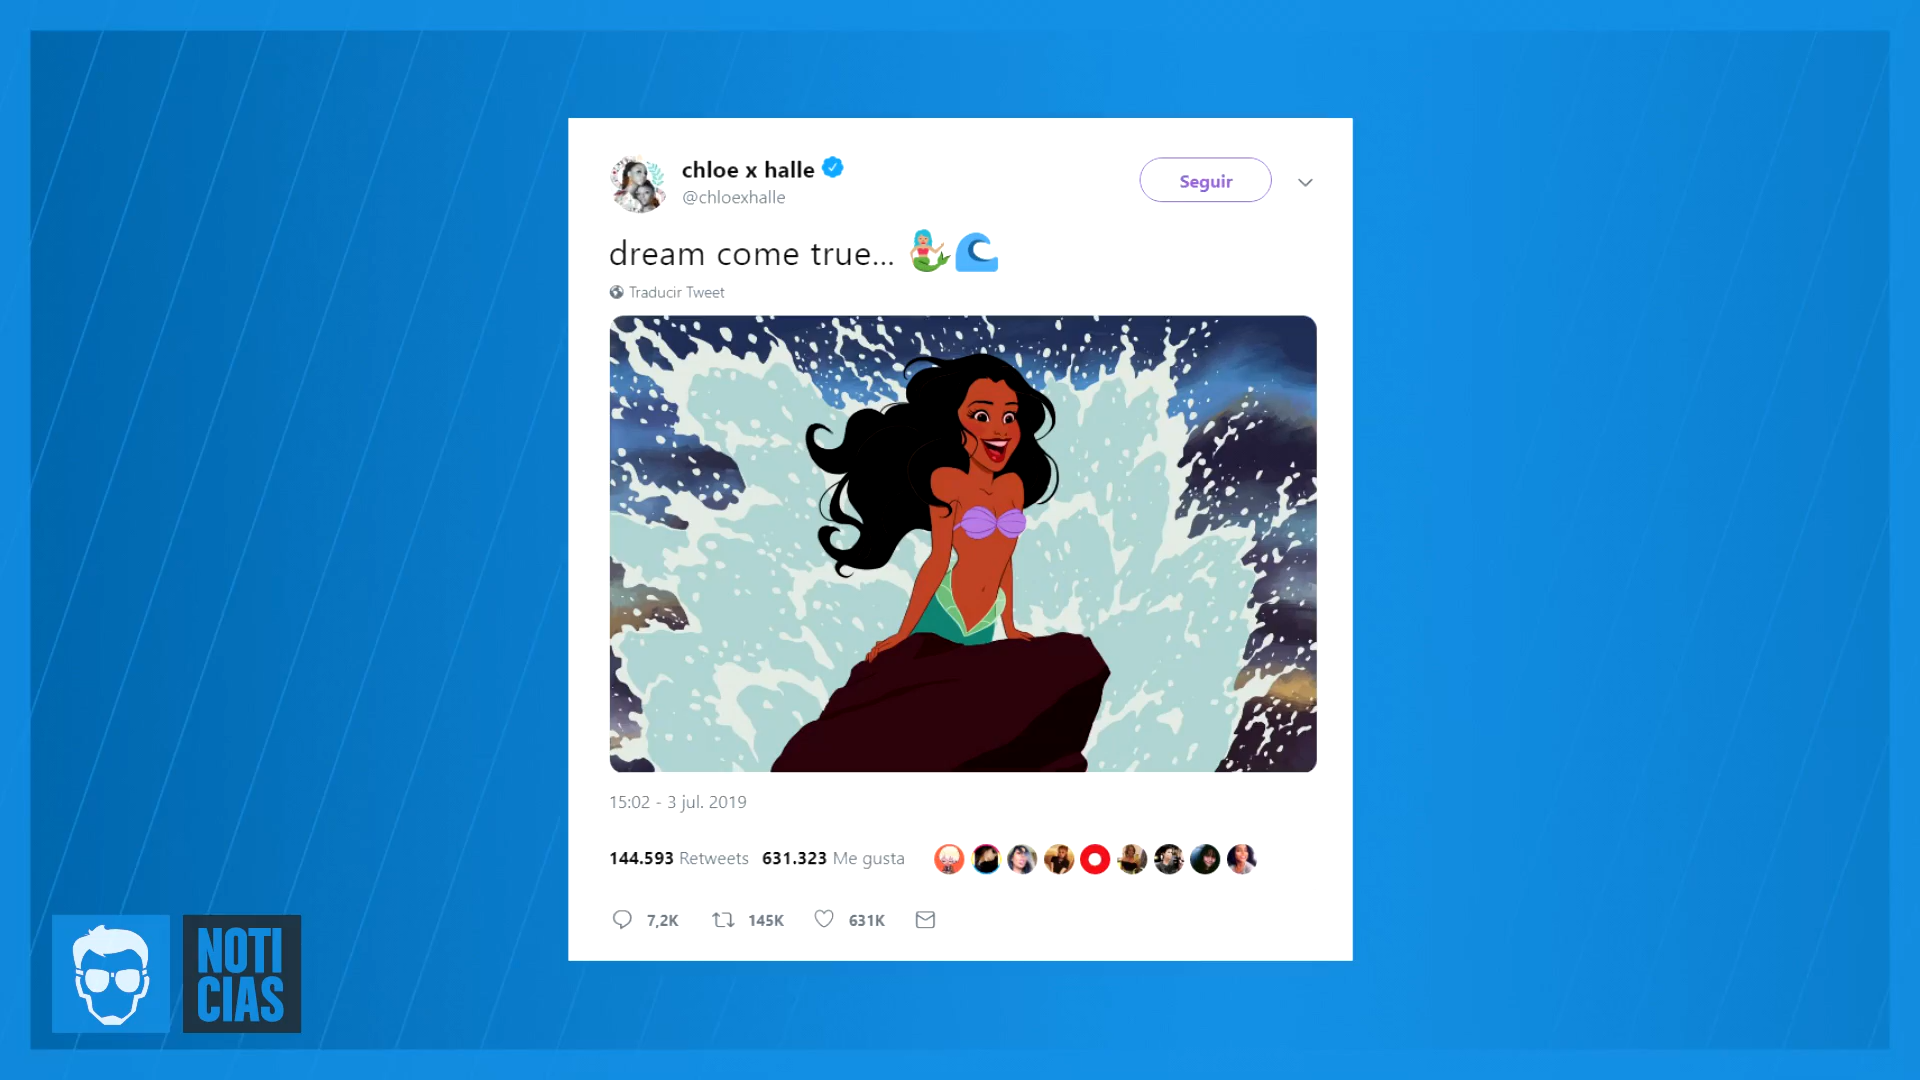 chloe x halle
@chloexhalle
Seguir
dream come true...
Traducir Tweet
15:02 - 3 jul. 2019
144.593 Retweets 631.323 Me gusta
7,2K 145K 631K
NOTI
CIAS